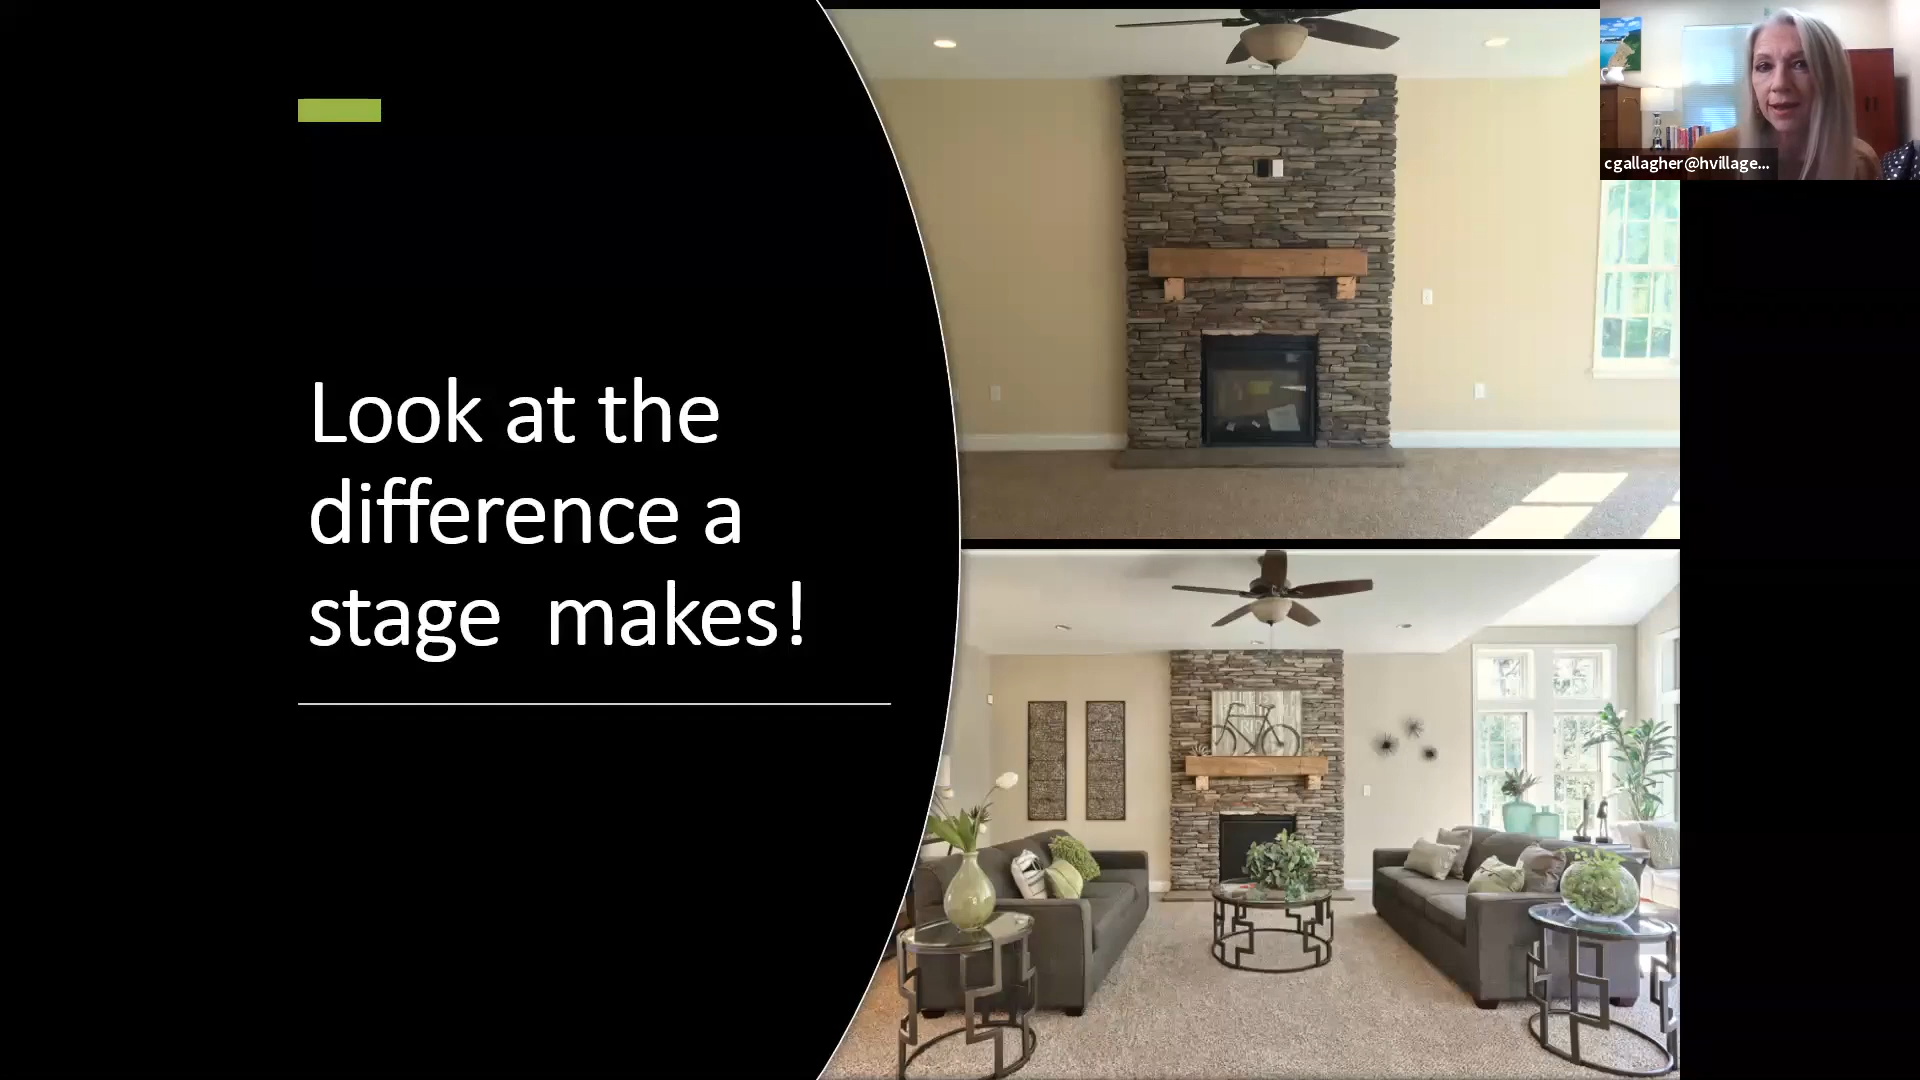 Look at the
difference a
stage  makes!
cgallagher@hvillage...